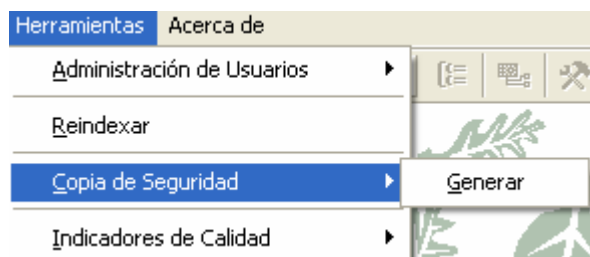 Herramientas Acerca de
Administración de Usuarios
Reindexar
Copia de Seguridad Generar
Indicadores de Calidad